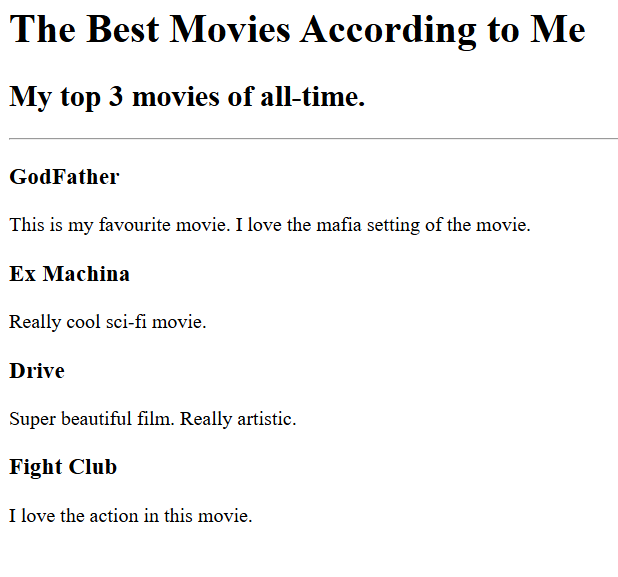 The Best Movies According to Me
My top 3 movies of all-time.
GodFather
This is my favourite movie. I love the mafia setting of the movie.
Ex Machina
Really cool sci-fi movie.
Drive
Super beautiful film. Really artistic.
Fight Club
I love the action in this movie.